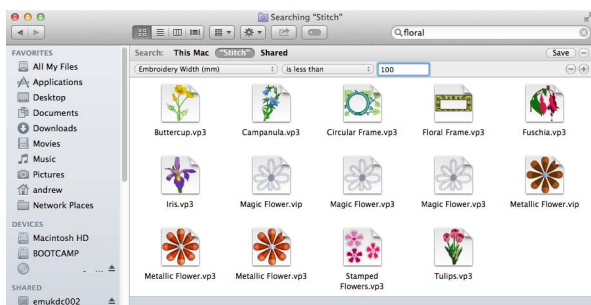 Searching "Stitch"
floral
FAVORITES
All My Files
Applications
Desktop
Documents
Downloads
Movies
Music
Pictures
andrew
Network Places
DEVICES
Macintosh HD
BOOTCAMP
SHARED
emukdc002
Search: This Mac "Stitch" Shared Save
Embroidery Width (mm) is less than 100
Buttercup.vp3 Campanula.vp3 Circular Frame.vp3 Floral Frame.vp3 Fuschia.vp3
Iris.vp3 Magic Flower.vip Magic Flower.vp3 Magic Flower.vp3 Metallic Flower.vip
Metallic Flower.vp3 Metallic Flower.vp3 Stamped Tulips.vp3
Flowers.vp3